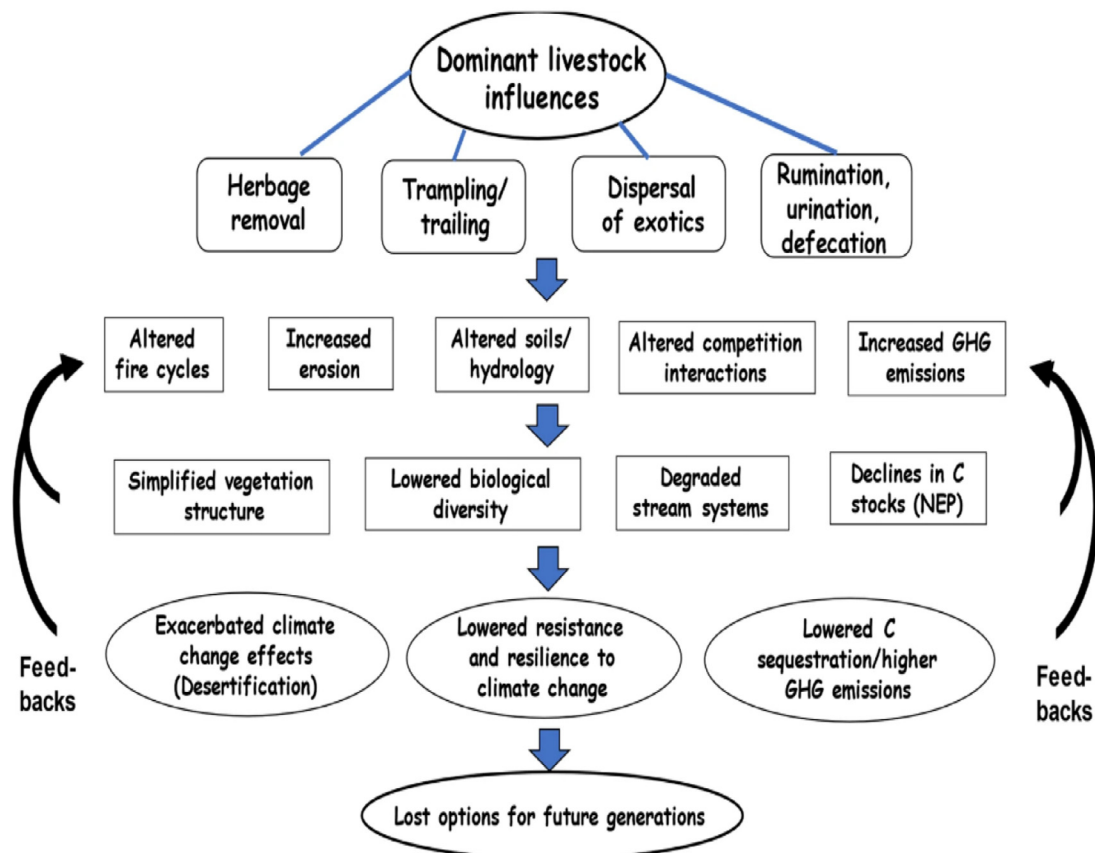 Dominant livestock
influences
Herbage
removal
Trampling/
trailing
Dispersal
of exotics
Rumination,
urination,
defecation
Altered
fire cycles
Increased
erosion
Altered soils/
hydrology
Altered competition
interactions
Increased GHG
emissions
Simplified vegetation
structure
Lowered biological
diversity
Degraded
stream systems
Declines in C
stocks (NEP)
Exacerbated climate
change effects
(Desertification)
Lowered resistance
and resilience to
climate change
Lowered C
sequestration/higher
GHG emissions
Feed-
backs
Feed-
backs
Lost options for future generations